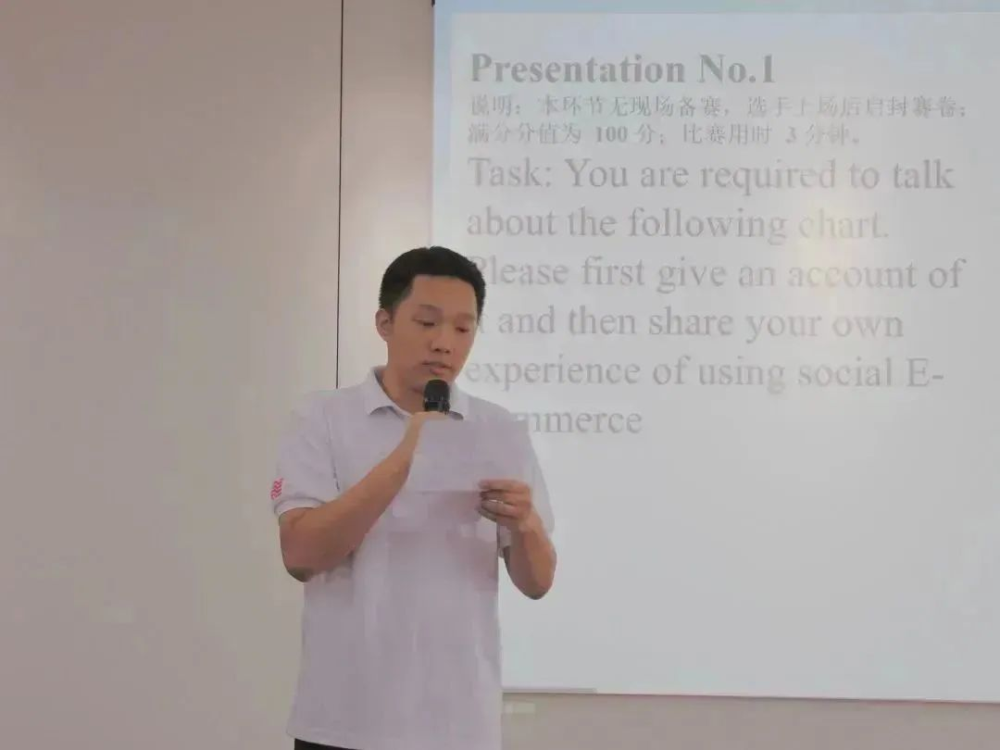 Presentation No.1
说明：本环节无现场备赛，选手上场后启封赛卷；
满分分值为 100 分；比赛用时 3 分钟。
Task: You are required to talk
about the following chart.
Please first give an account of
and then share your own
experience of using social E-
mmerce